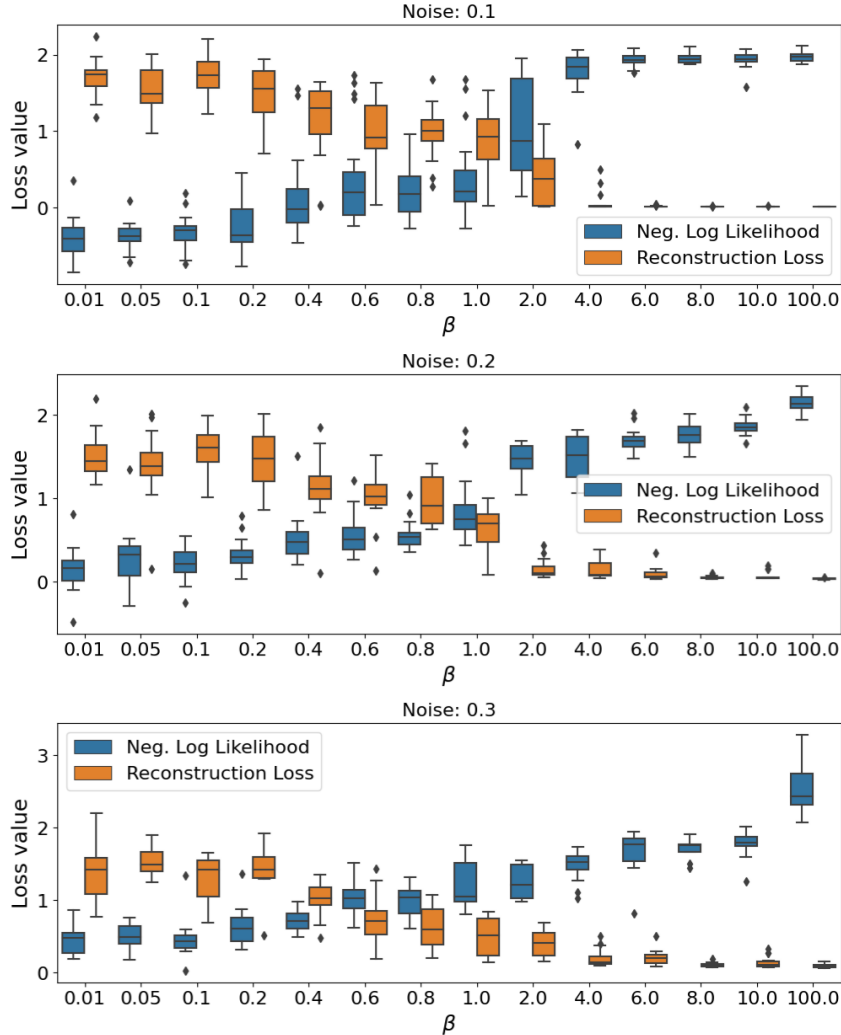 Noise: 0.1
2
1
0
Loss value
Neg. Log Likelihood
Reconstruction Loss
0.01 0.05 0.1 0.2 0.4 0.6 0.8 1.0 2.0 4.0 6.0 8.0 10.0 100.0
β
Noise: 0.2
2
1
0
Loss value
Neg. Log Likelihood
Reconstruction Loss
0.01 0.05 0.1 0.2 0.4 0.6 0.8 1.0 2.0 4.0 6.0 8.0 10.0 100.0
β
Noise: 0.3
3
2
1
0
Loss value
Neg. Log Likelihood
Reconstruction Loss
0.01 0.05 0.1 0.2 0.4 0.6 0.8 1.0 2.0 4.0 6.0 8.0 10.0 100.0
β